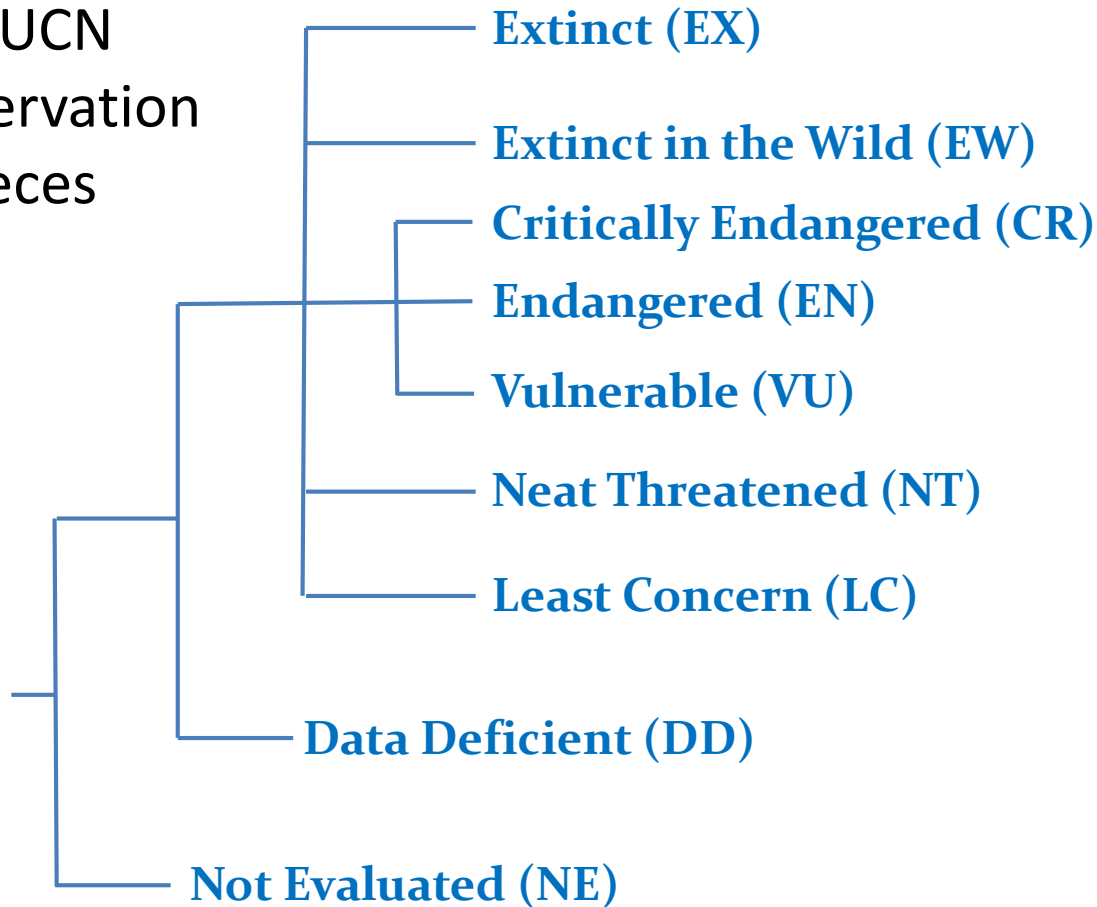 UCN
ervation
eces
Extinct (EX)
Extinct in the Wild (EW)
Critically Endangered (CR)
Endangered (EN)
Vulnerable (VU)
Neat Threatened (NT)
Least Concern (LC)
Data Deficient (DD)
Not Evaluated (NE)